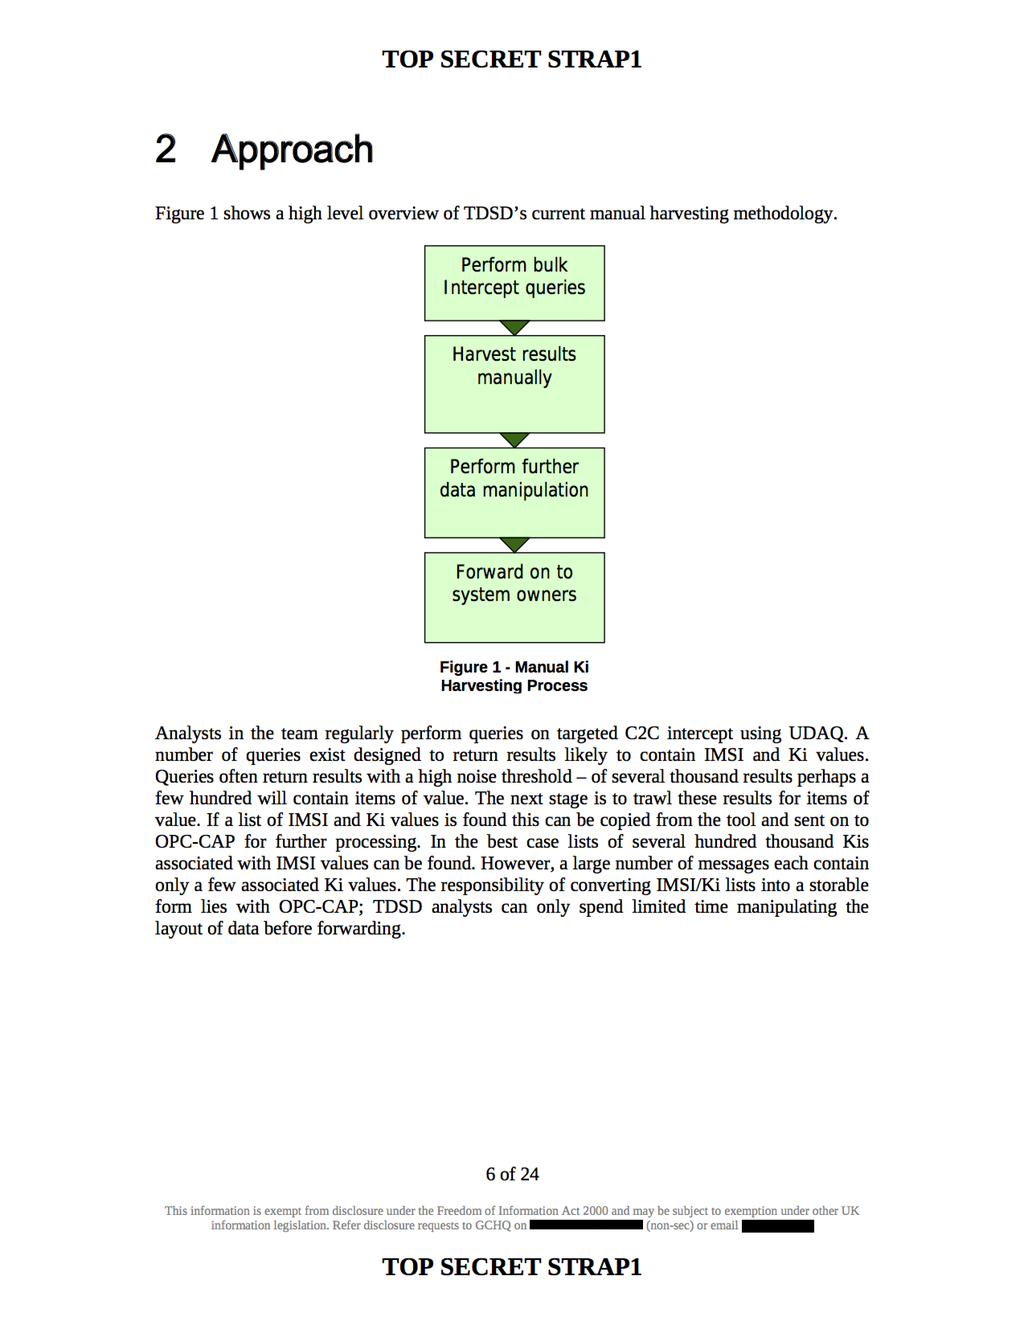 TOP SECRET STRAP1
2 Approach
Figure 1 shows a high level overview of TDSD’s current manual harvesting methodology.
Perform bulk
Intercept queries
Harvest results
manually
Perform further
data manipulation
Forward on to
system owners
Figure 1 - Manual Ki
Harvesting Process
Analysts in the team regularly perform queries on targeted C2C intercept using UDAQ. A
number of queries exist designed to return results likely to contain IMSI and Ki values.
Queries often return results with a high noise threshold – of several thousand results perhaps a
few hundred will contain items of value. The next stage is to trawl these results for items of
value. If a list of IMSI and Ki values is found this can be copied from the tool and sent on to
OPC-CAP for further processing. In the best case lists of several hundred thousand Kis
associated with IMSI values can be found. However, a large number of messages each contain
only a few associated Ki values. The responsibility of converting IMSI/Ki lists into a storable
form lies with OPC-CAP; TDSD analysts can only spend limited time manipulating the
layout of data before forwarding.
6 of 24
This information is exempt from disclosure under the Freedom of Information Act 2000 and may be subject to exemption under other UK
information legislation. Refer disclosure requests to GCHQ on (non-sec) or email
TOP SECRET STRAP1